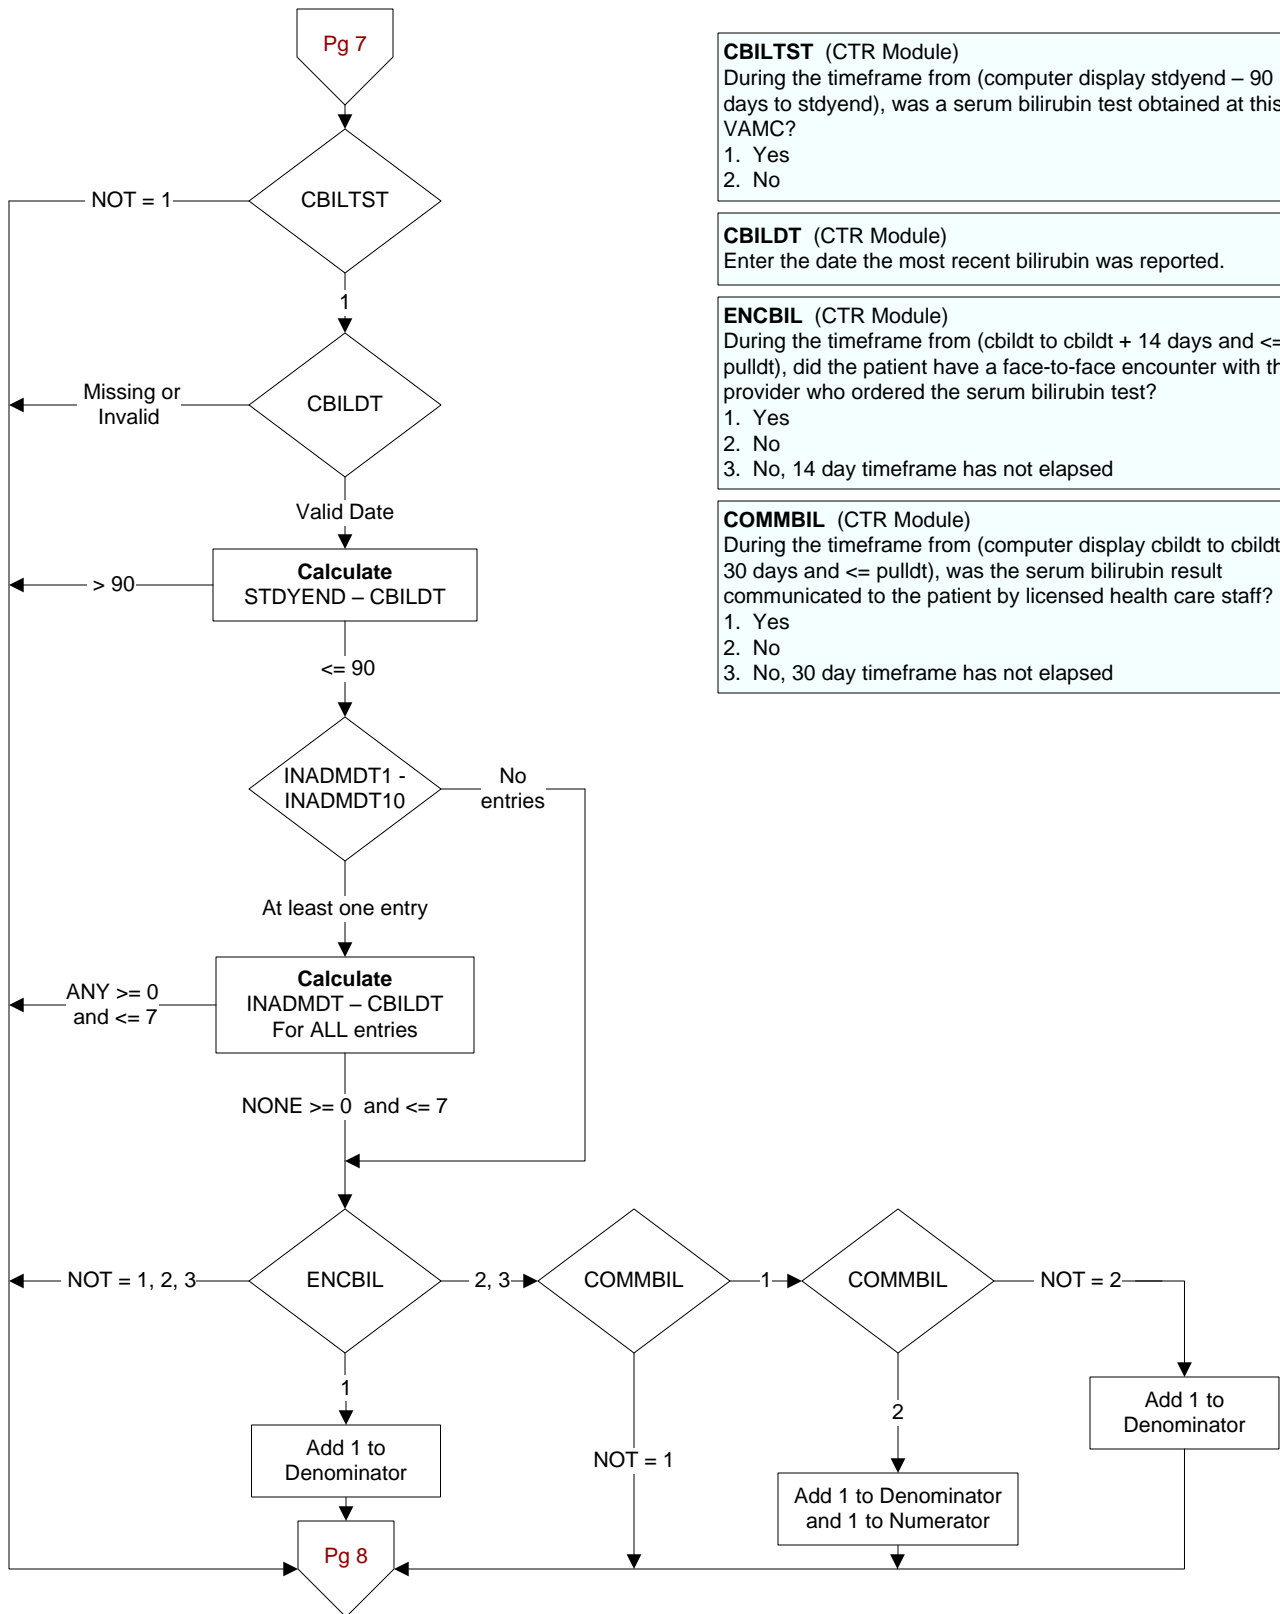 Pg 7
CBILTST (CTR Module)
During the timeframe from (computer display stdyend – 90
days to stdyend), was a serum bilirubin test obtained at this
VAMC?
1. Yes
2. No
CBILTST
NOT = 1
1
CBILDT (CTR Module)
Enter the date the most recent bilirubin was reported.
ENCBIL (CTR Module)
During the timeframe from (cbildt to cbildt + 14 days and <=
pulldt), did the patient have a face-to-face encounter with th
provider who ordered the serum bilirubin test?
1. Yes
2. No
3. No, 14 day timeframe has not elapsed
CBILDT
Missing or
Invalid
Valid Date
COMMBIL (CTR Module)
During the timeframe from (computer display cbildt to cbildt
30 days and <= pulldt), was the serum bilirubin result
communicated to the patient by licensed health care staff?
1. Yes
2. No
3. No, 30 day timeframe has not elapsed
Calculate
STDYEND – CBILDT
> 90
<= 90
INADMDT1 -
INADMDT10
No
entries
At least one entry
Calculate
INADMDT – CBILDT
For ALL entries
ANY >= 0
and <= 7
NONE >= 0 and <= 7
NOT = 1, 2, 3
ENCBIL
2, 3
COMMBIL
1
COMMBIL
NOT = 2
1
Add 1 to
Denominator
NOT = 1
2
Add 1 to Denominator
and 1 to Numerator
Add 1 to
Denominator
Pg 8